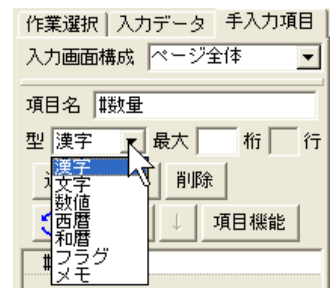 作業選択 入力データ 手入力項目
入力画面構成 ページ全体
項目名 #数量
型 漢字 最大 桁 行
漢字
文字
数値
西暦
和暦
フラグ
メモ
削除
↓ 項目機能
#